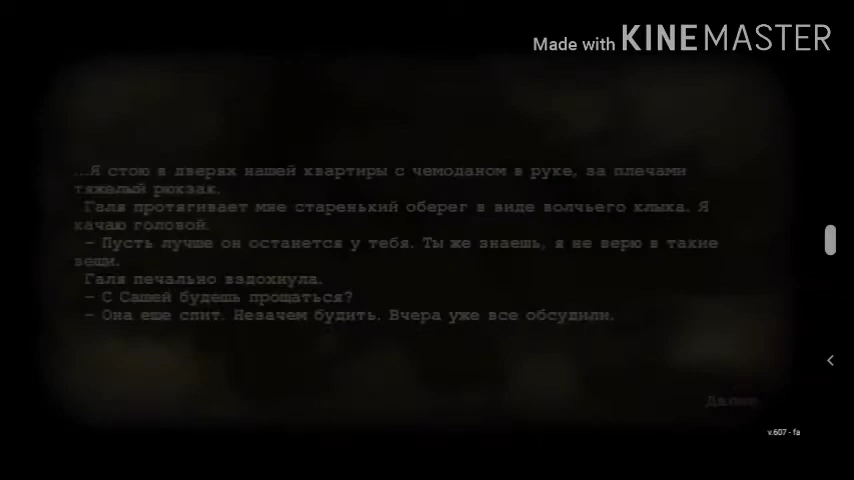 Made with KINEMASTER
...Я стою в дверях нашей квартиры с чемоданом в руке, за плечами
тяжелый рюкзак.
Галя протягивает мне старенький оберег в виде волчьего клыка. Я
качаю головой.
– Пусть лучше он останется у тебя. Ты же знаешь, я не верю в такие
вещи.
Галя печально вздохнула.
– С Сашей будешь прощаться?
– Она еще спит. Незачем будить. Вчера уже все обсудили.
Далее
v.607 - fa